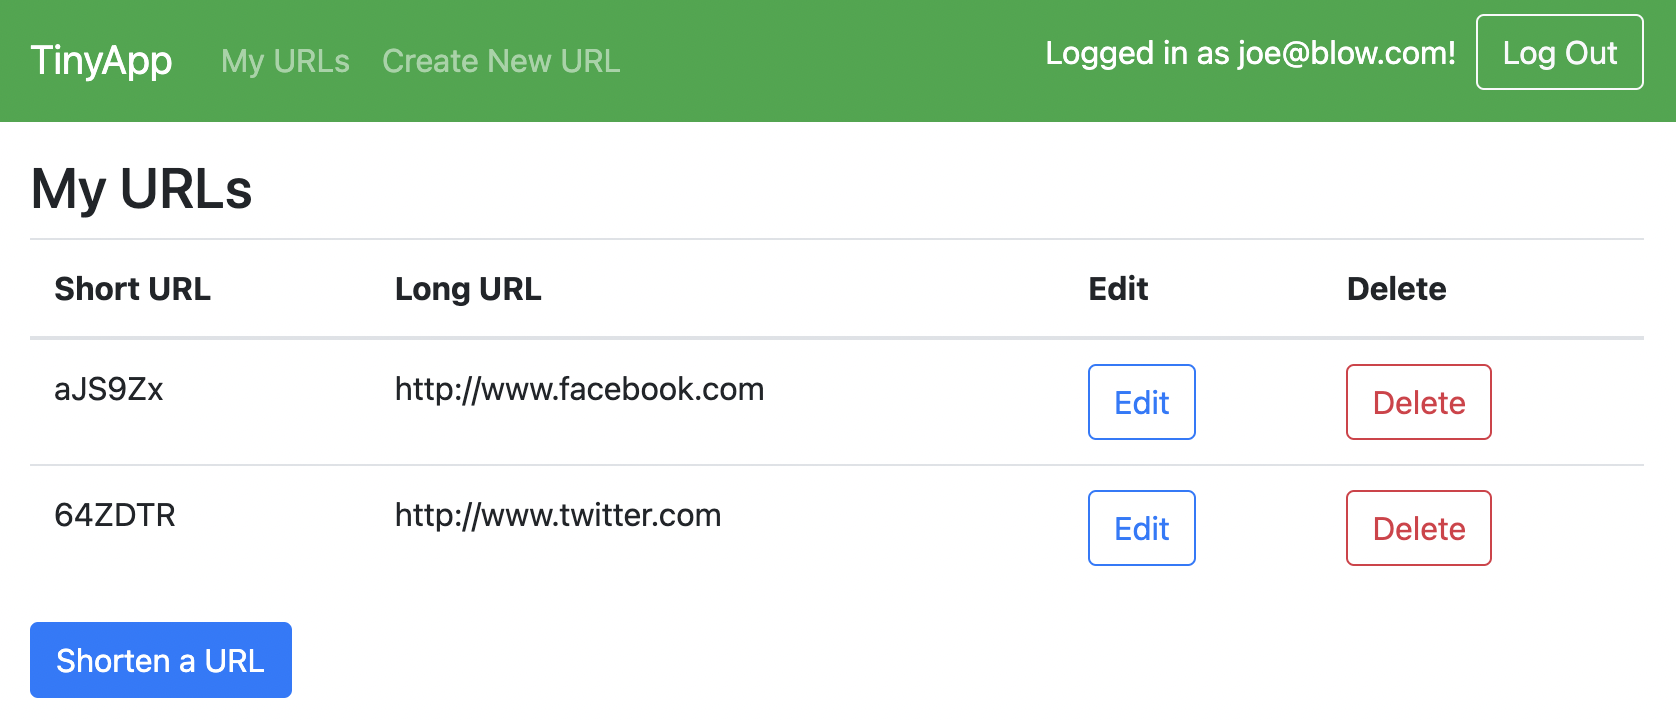 TinyApp My URLs Create New URL Logged in as joe@blow.com! Log Out
My URLs
Short URL Long URL Edit Delete
aJS9Zx http://www.facebook.com Edit Delete
64ZDTR http://www.twitter.com Edit Delete
Shorten a URL